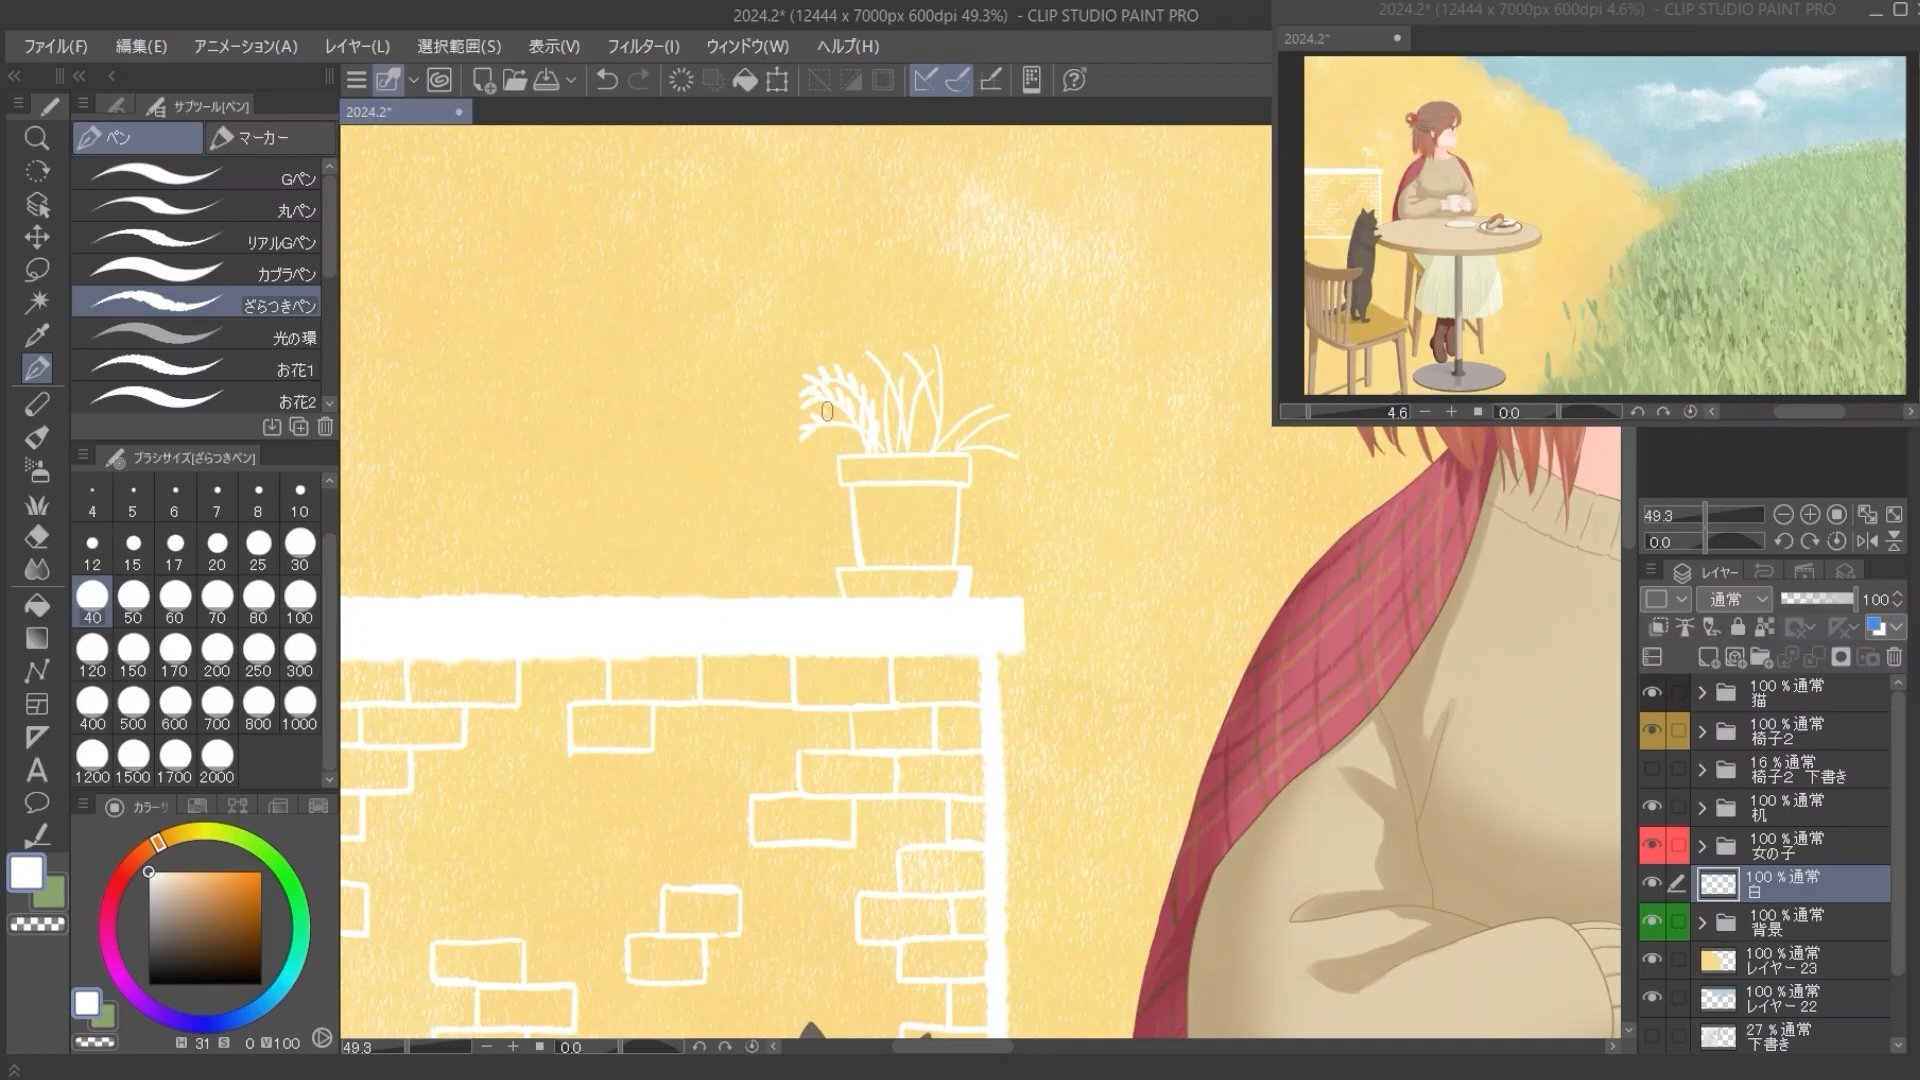 2024.2* (12444 x 7000px 600dpi 49.3%)  - CLIP STUDIO PAINT PRO
2024.2* (12444 x 7000px 600dpi 4.6%)  - CLIP STUDIO PAINT PRO
ファイル(F) 編集(E) アニメーション(A) レイヤー(L) 選択範囲(S) 表示(V) フィルター(I) ウィンドウ(W) ヘルプ(H)
2024.2*
サブツール[ペン]
2024.2*
ペン マーカー
Gペン
丸ペン
リアルGペン
カブラペン
ざらつきペン
光の環
お花1
お花2
4.6 0.0
ブラシサイズ[ざらつきペン]
4 5 6 7 8 10
12 15 17 20 25 30
40 50 60 70 80 100
120 150 170 200 250 300
400 500 600 700 800 1000
1200 1500 1700 2000
49.3
0.0
レイヤー
通常 100
100 %通常
猫
100 %通常
椅子2
16 %通常
椅子2 下書き
100 %通常
机
100 %通常
女の子
100 %通常
白
100 %通常
背景
100 %通常
レイヤー 23
100 %通常
レイヤー 22
27 %通常
下書き
カラーサ
H 31 S 0 V 100
49.3 0.0